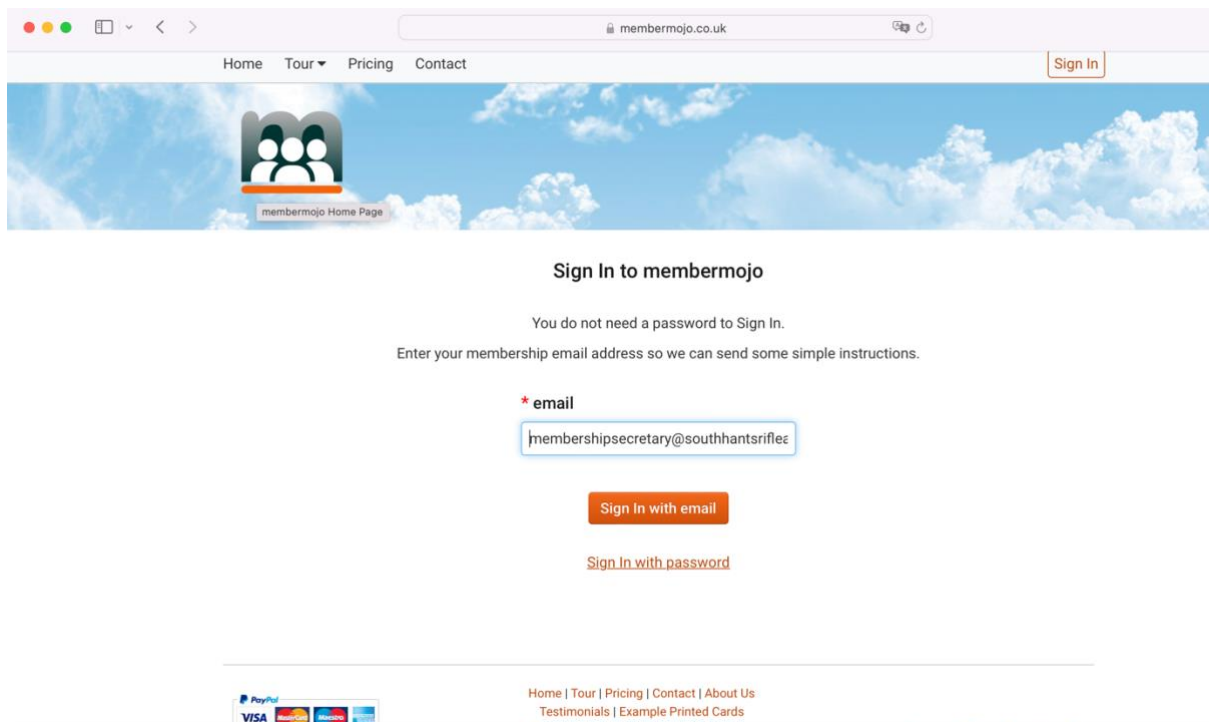 membermojo.co.uk
Home Tour Pricing Contact Sign In
membermojo Home Page
Sign In to membermojo
You do not need a password to Sign In.
Enter your membership email address so we can send some simple instructions.
* email
membershipsecretary@southhantsriflea
Sign In with email
Sign In with password
Home | Tour | Pricing | Contact | About Us
PayPal
Testimonials | Example Printed Cards
VISA MasterCard Maestro